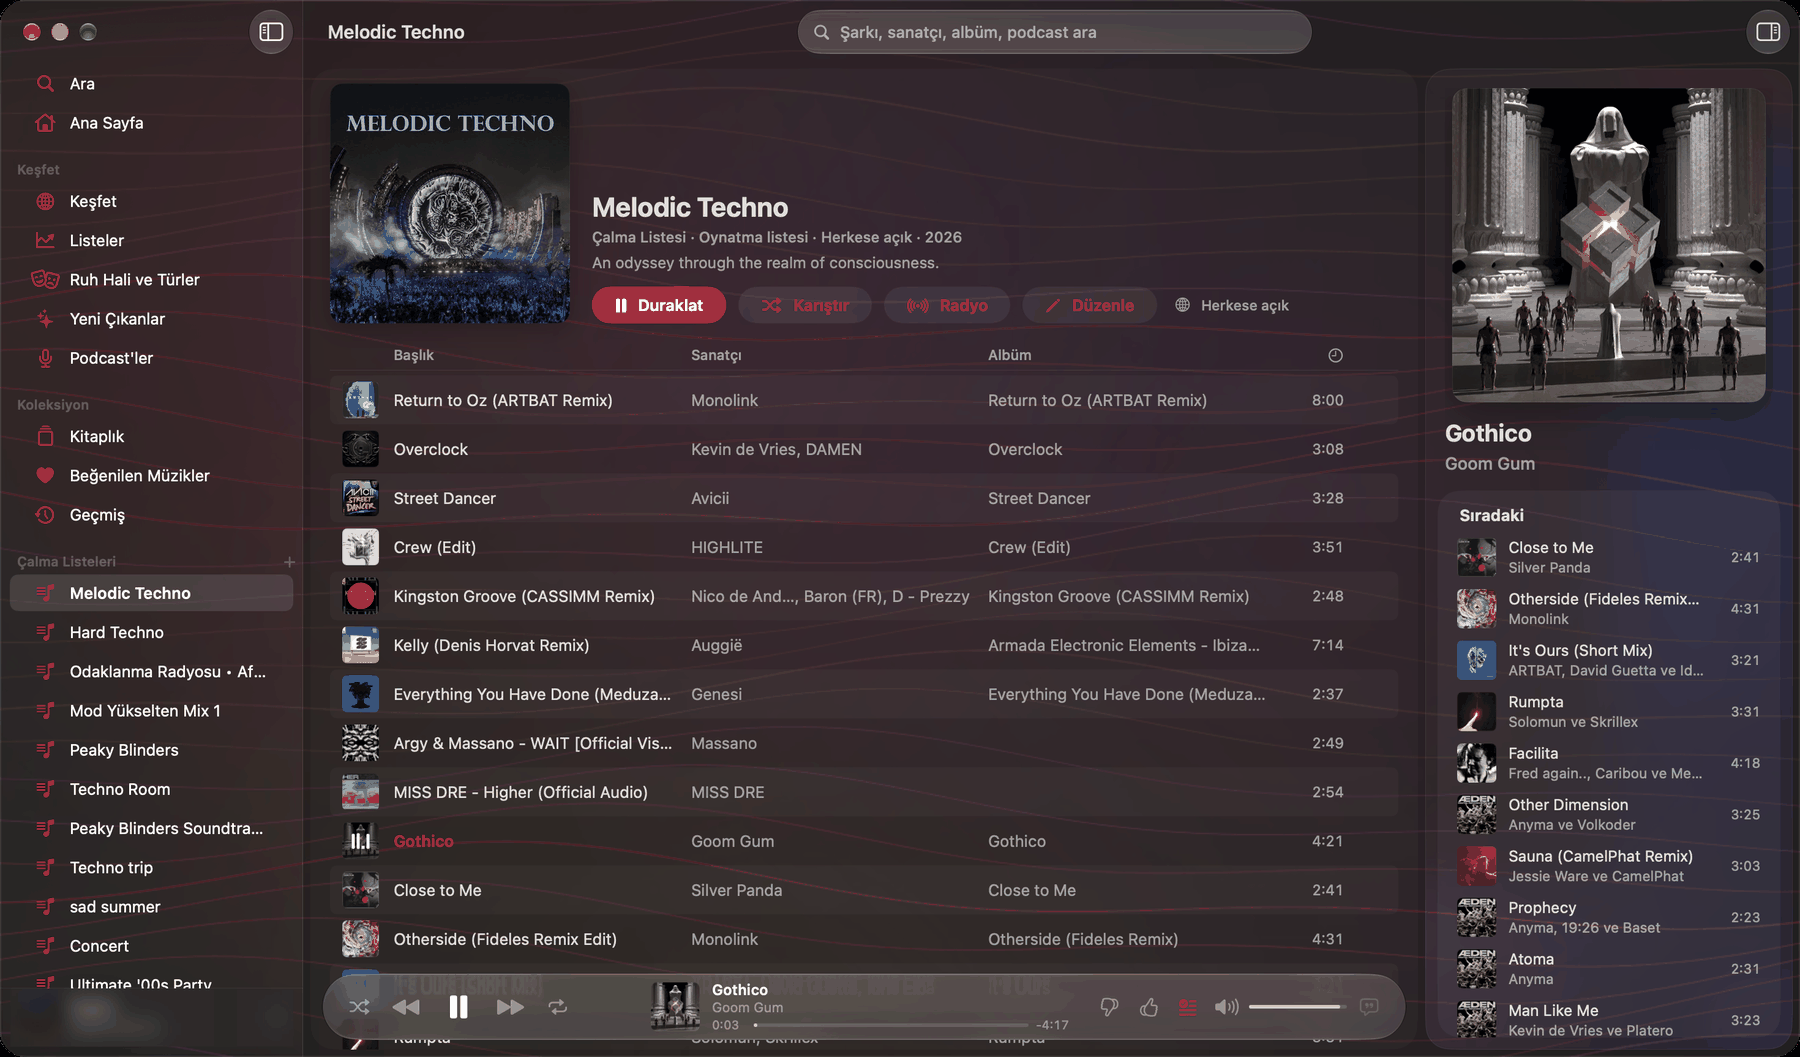 Melodic Techno
Şarkı, sanatçı, albüm, podcast ara
Ara
Ana Sayfa
Keşfet
Keşfet
Listeler
Ruh Hali ve Türler
Yeni Çıkanlar
Podcast'ler
Koleksiyon
Kitaplık
Beğenilen Müzikler
Geçmiş
Çalma Listeleri
Melodic Techno
Hard Techno
Odaklanma Radyosu • Af...
Mod Yükselten Mix 1
Peaky Blinders
Techno Room
Peaky Blinders Soundtra...
Techno trip
sad summer
Concert
Ultimate '00s Party
MELODIC TECHNO
Melodic Techno
Çalma Listesi · Oynatma listesi · Herkese açık · 2026
An odyssey through the realm of consciousness.
Duraklat Karıştır Radyo Düzenle Herkese açık
Başlık Sanatçı Albüm
Return to Oz (ARTBAT Remix) Monolink Return to Oz (ARTBAT Remix) 8:00
Overclock Kevin de Vries, DAMEN Overclock 3:08
Street Dancer Avicii Street Dancer 3:28
Crew (Edit) HIGHLITE Crew (Edit) 3:51
Kingston Groove (CASSIMM Remix) Nico de And..., Baron (FR), D - Prezzy Kingston Groove (CASSIMM Remix) 2:48
Kelly (Denis Horvat Remix) Auggië Armada Electronic Elements - Ibiza... 7:14
Everything You Have Done (Meduza... Genesi Everything You Have Done (Meduza... 2:37
Argy & Massano - WAIT [Official Vis... Massano 2:49
MISS DRE - Higher (Official Audio) MISS DRE 2:54
Gothico Goom Gum Gothico 4:21
Close to Me Silver Panda Close to Me 2:41
Otherside (Fideles Remix Edit) Monolink Otherside (Fideles Remix) 4:31
Rumpta Solomun, Skrillex Rumpta 3:31
Gothico
Goom Gum
0:03 -4:17
Gothico
Goom Gum
Sıradaki
Close to Me
Silver Panda
2:41
Otherside (Fideles Remix...
Monolink
4:31
It's Ours (Short Mix)
ARTBAT, David Guetta ve Id...
3:21
Rumpta
Solomun ve Skrillex
3:31
Facilita
Fred again.., Caribou ve Me...
4:18
Other Dimension
Anyma ve Volkoder
3:25
Sauna (CamelPhat Remix)
Jessie Ware ve CamelPhat
3:03
Prophecy
Anyma, 19:26 ve Baset
2:23
Atoma
Anyma
2:31
Man Like Me
Kevin de Vries ve Platero
3:23